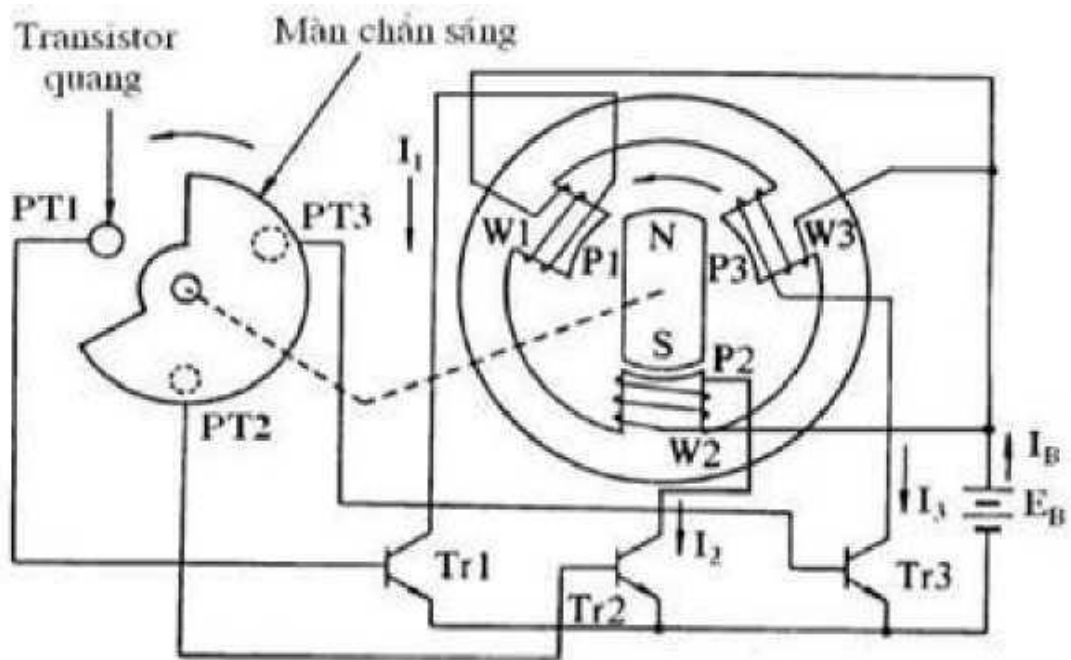 Transistor
quang
Màn chắn sáng
PT1
PT3
PT2
I1
W1
P1
N
S
P3
W3
P2
W2
IB
EB
I3
I2
Tr1
Tr2
Tr3